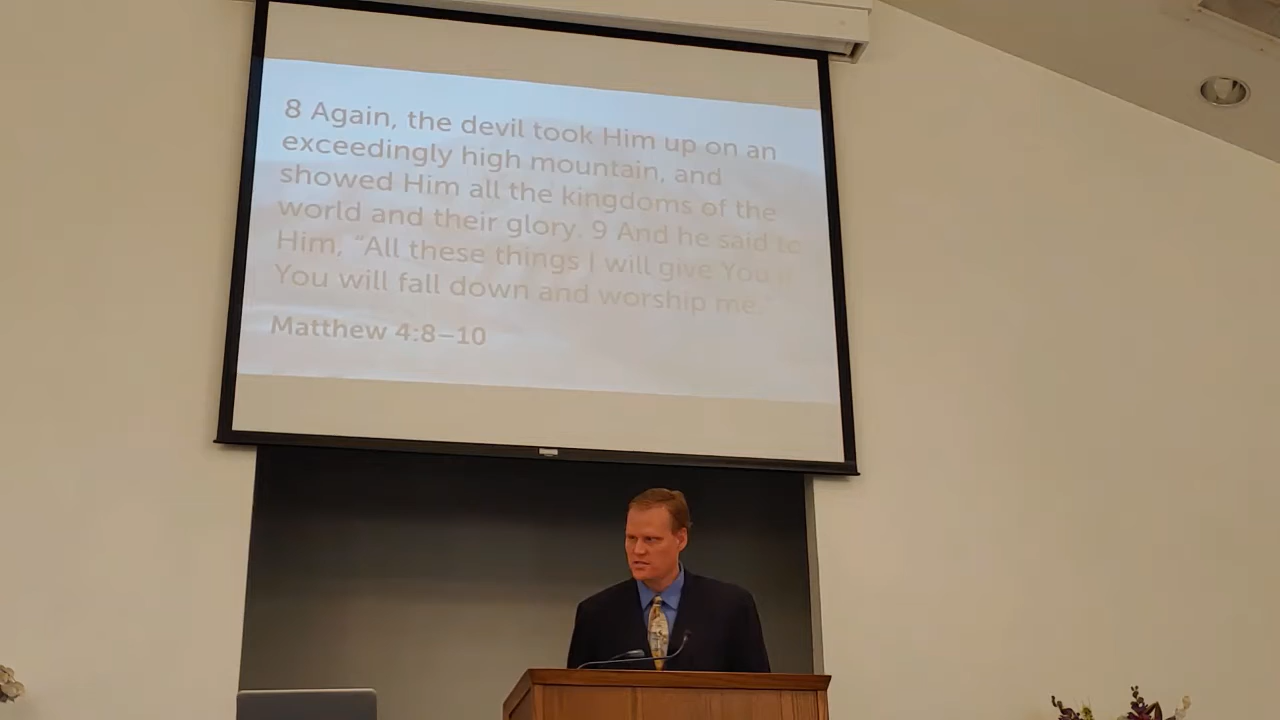 8 Again, the devil took Him up on an
exceedingly high mountain, and
showed Him all the kingdoms of the
world and their glory. 9 And he said to
Him, “All these things I will give You if
You will fall down and worship me.”
Matthew 4:8–10